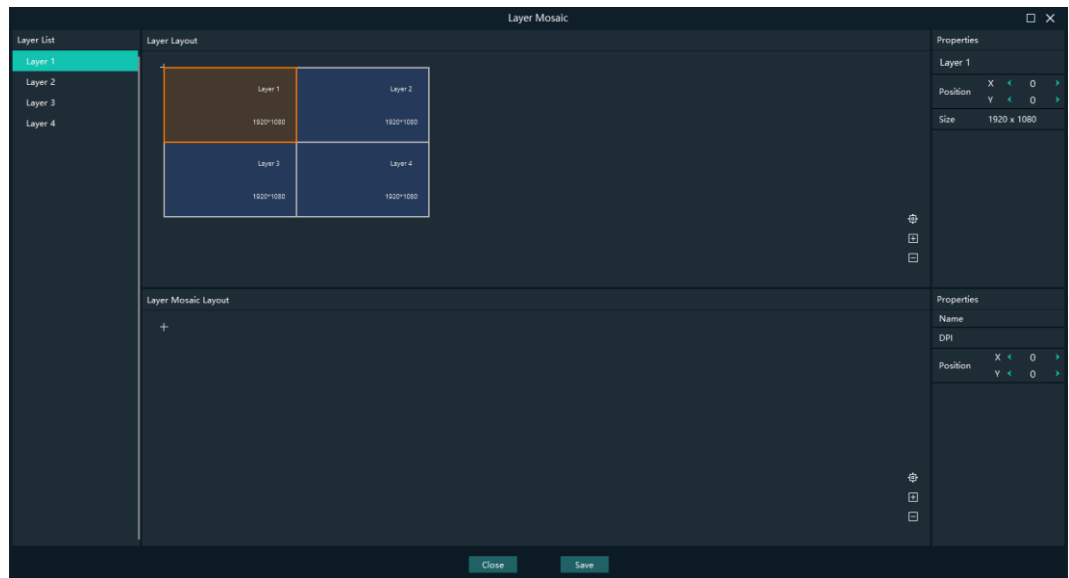 Layer Mosaic
Layer List
Layer 1
Layer 2
Layer 3
Layer 4
Layer Layout
Layer 1
1920*1080
Layer 2
1920*1080
Layer 3
1920*1080
Layer 4
1920*1080
Properties
Layer 1
Position X 0
Y 0
Size 1920 x 1080
Layer Mosaic Layout
Properties
Name
DPI
Position X 0
Y 0
Close Save